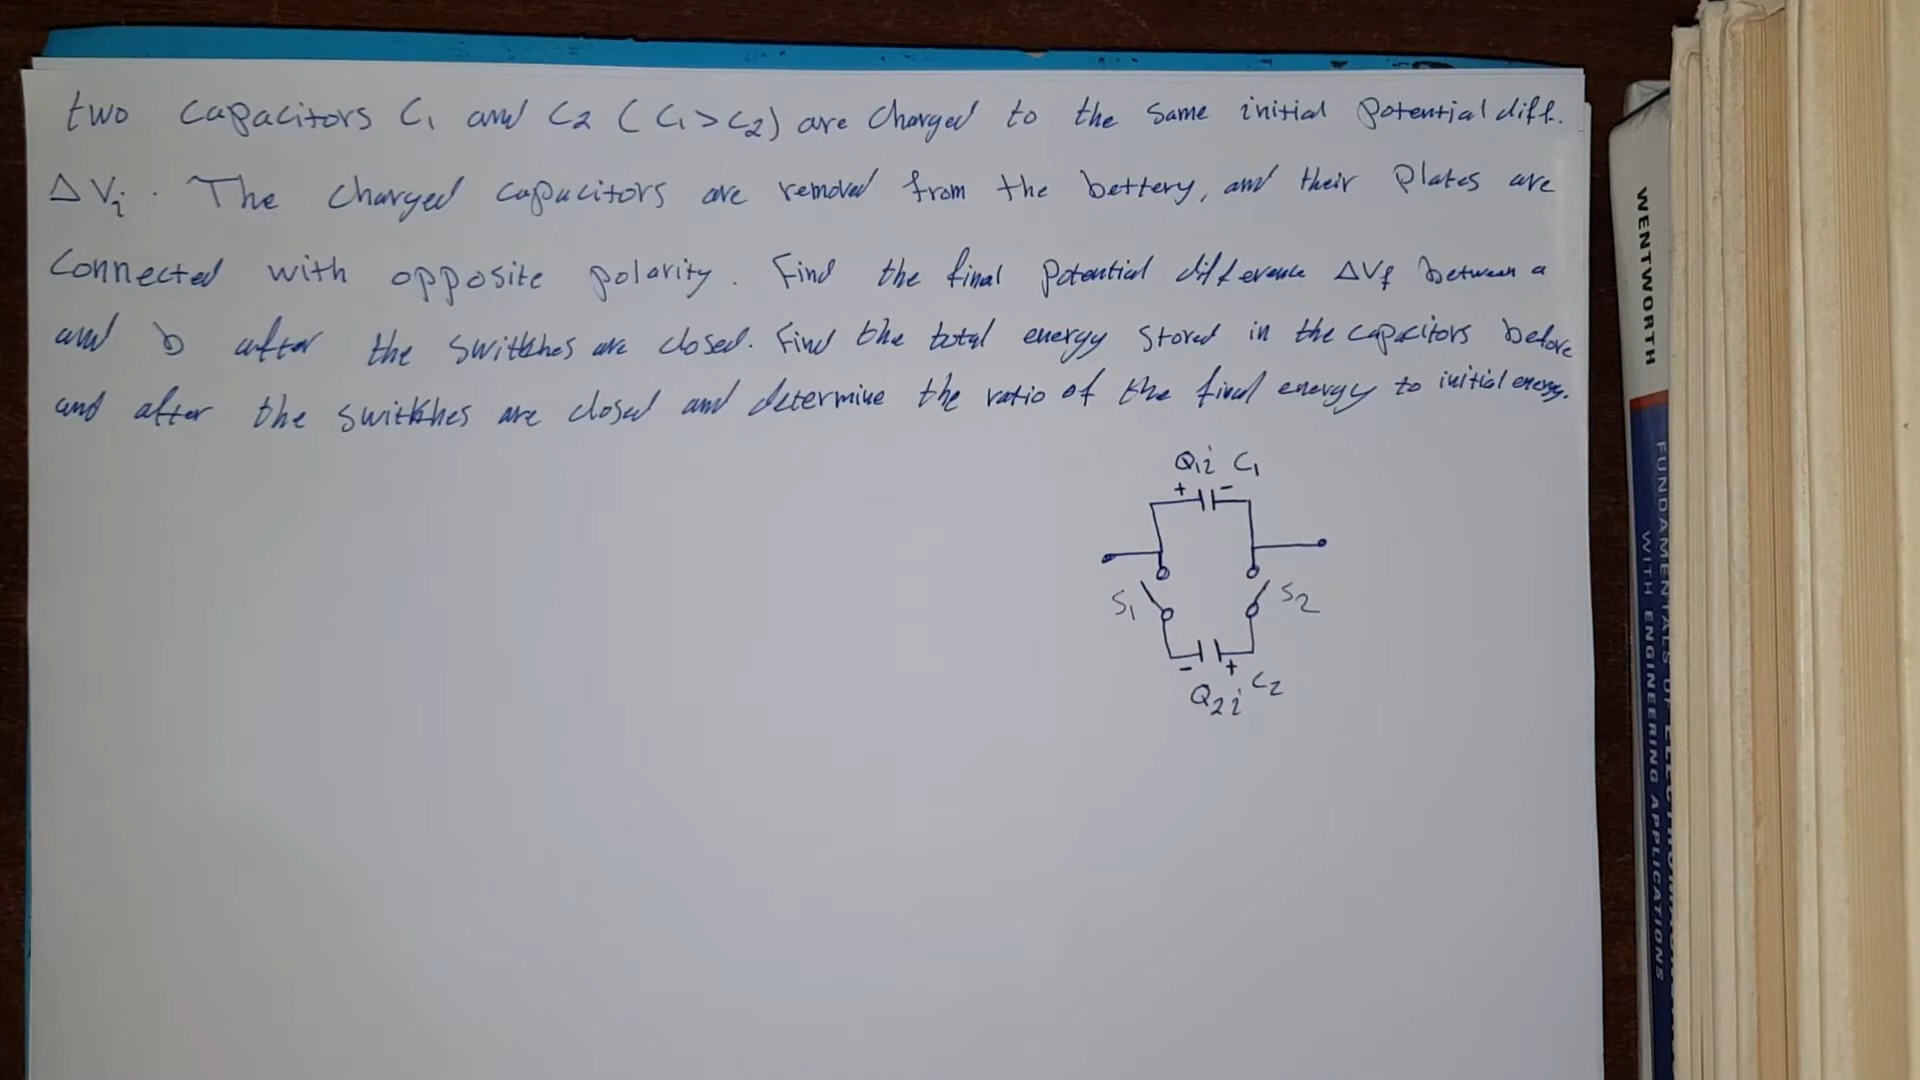 two capacitors C1 and C2 (C1>C2) are charged to the same initial potential diff.
ΔVi. The charged capacitors are removed from the bettery, and their plates are
connected with opposite polarity. Find the final potential difference ΔVf between a
and b after the switches are closed. Find the total energy stored in the capacitors before
and after the switches are closed and determine the ratio of the final energy to initial energy.
Q1i C1
+ -
S1 S2
- +
Q2i C2
WENTWORTH
FUNDAMENTALS OF
WITH ENGINEERING APPLICATIONS